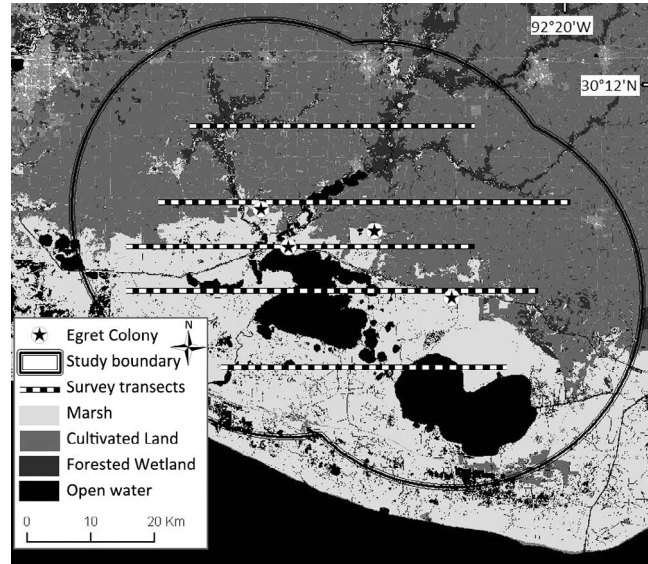 92°20'W
30°12'N
Egret Colony
N
Study boundary
Survey transects
Marsh
Cultivated Land
Forested Wetland
Open water
0 10 20 Km